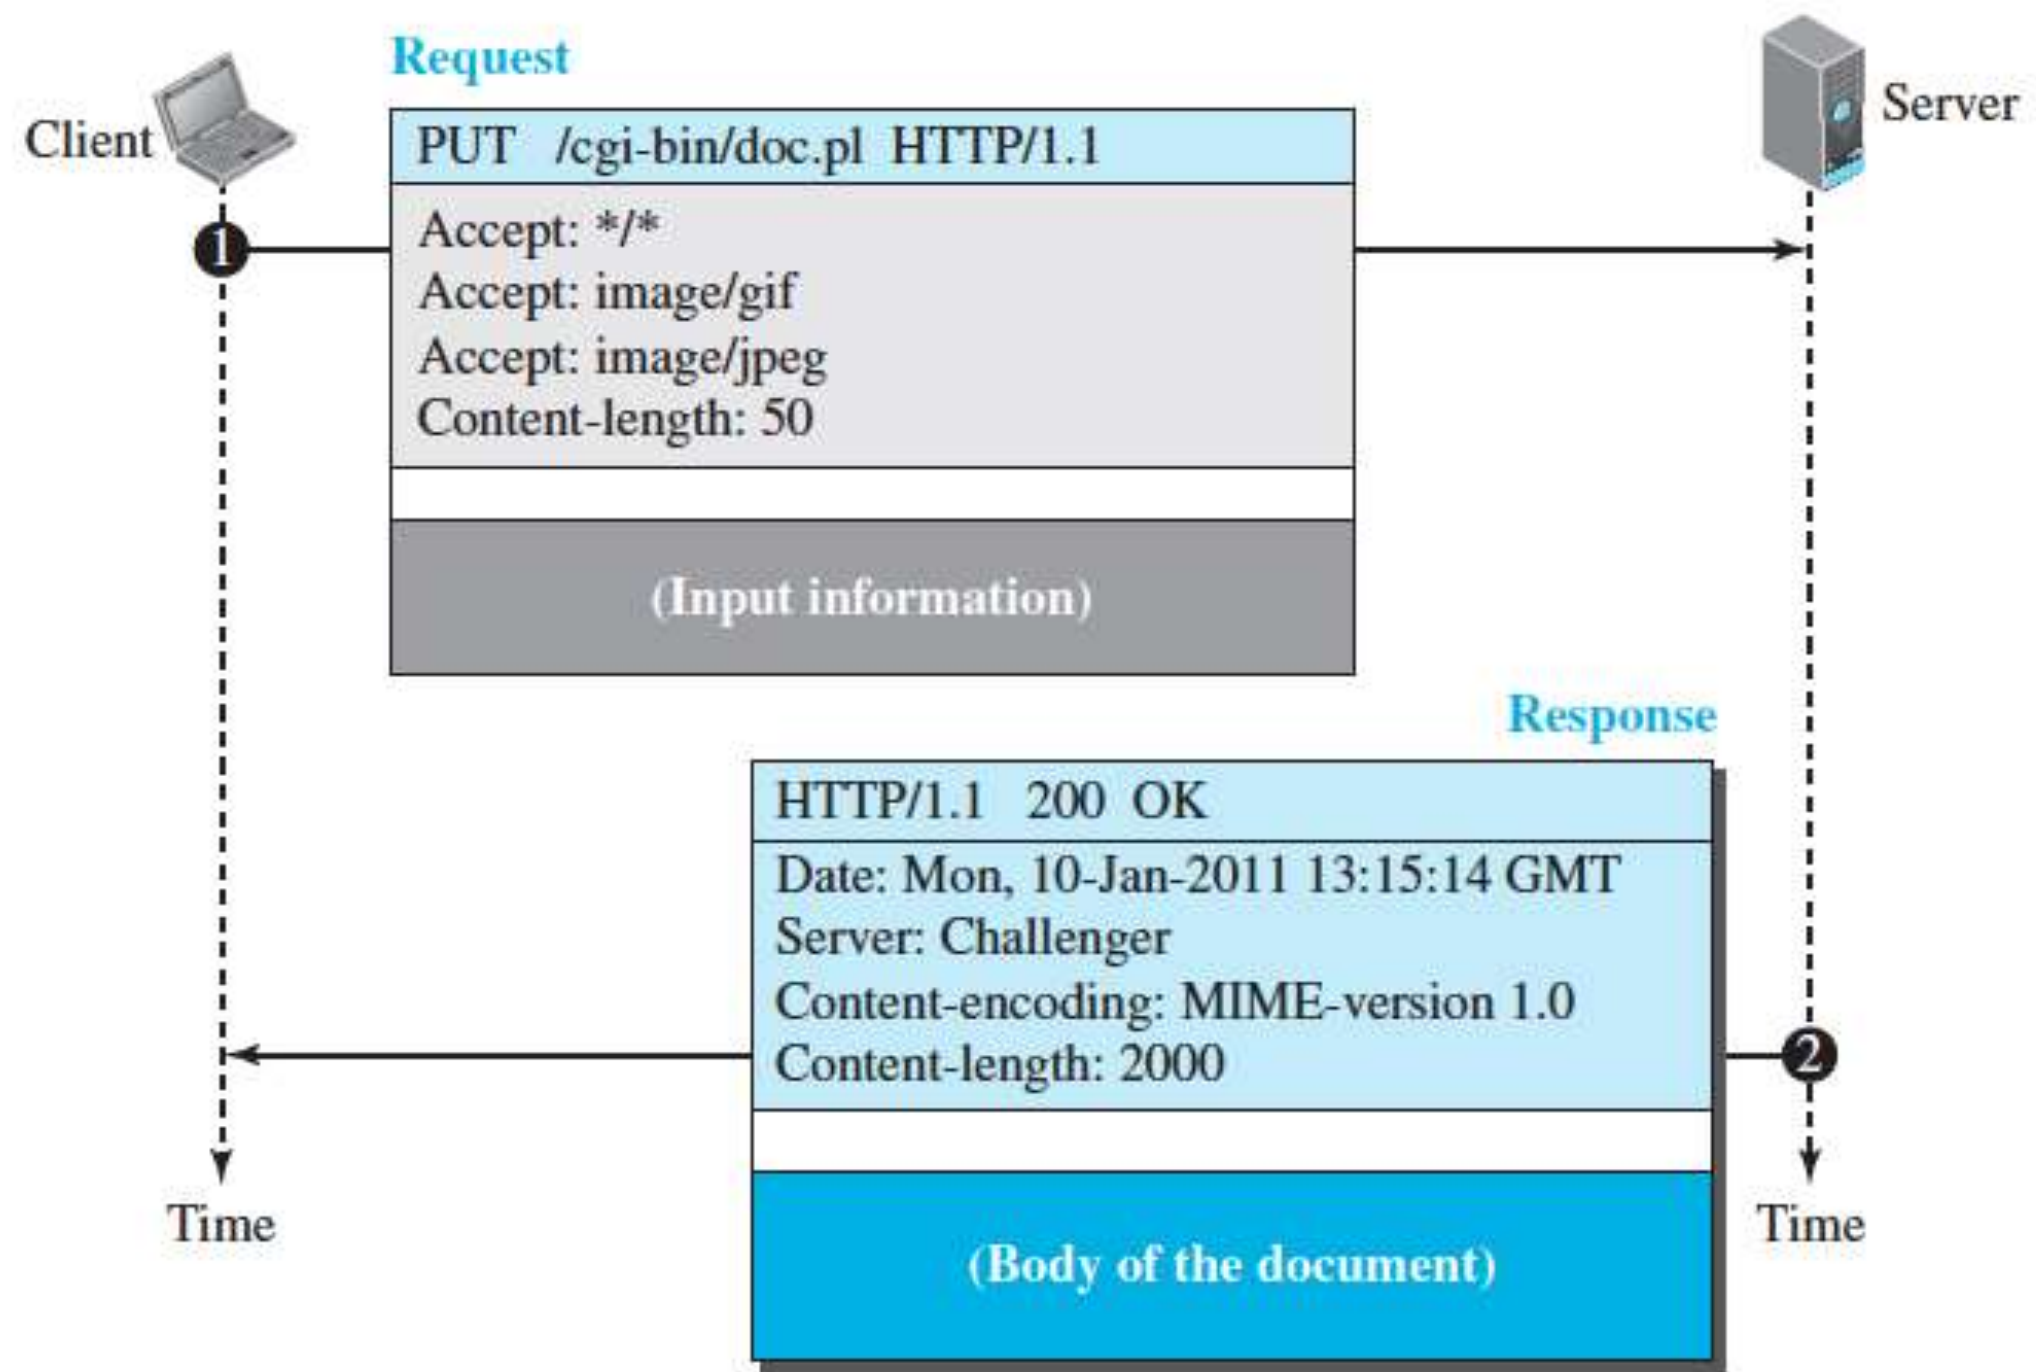 Request
Client
Server
PUT /cgi-bin/doc.pl HTTP/1.1
1
Accept: */*
Accept: image/gif
Accept: image/jpeg
Content-length: 50
(Input information)
Response
HTTP/1.1 200 OK
Date: Mon, 10-Jan-2011 13:15:14 GMT
Server: Challenger
Content-encoding: MIME-version 1.0
Content-length: 2000
2
Time
Time
(Body of the document)